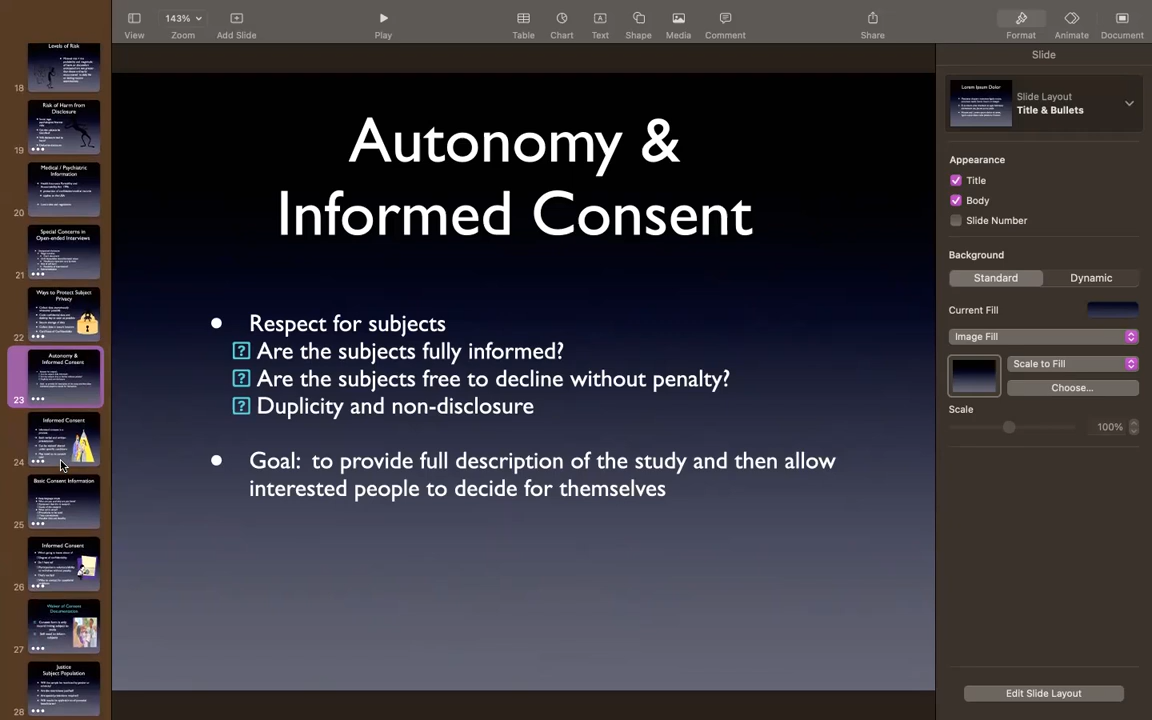 143%
View
Zoom
Add Slide
Play
Table
Chart
Text
Shape
Media
Comment
Share
Format
Animate
Document
Levels of Risk
18
Risk of Harm from
Disclosure
19
Medical / Psychiatric
Information
20
Special Concerns in
Open-ended Interviews
21
Ways to Protect Subject
Privacy
22
Autonomy &
Informed Consent
23
Informed Consent
24
Basic Consent Information
25
Informed Consent
26
Waiver of Consent
Documentation
27
Justice
Subject Population
28
Autonomy &
Informed Consent
Respect for subjects
Are the subjects fully informed?
Are the subjects free to decline without penalty?
Duplicity and non-disclosure
Goal: to provide full description of the study and then allow
interested people to decide for themselves
Slide
Lorem Ipsum Dolor
Slide Layout
Title & Bullets
Appearance
Title
Body
Slide Number
Background
Standard
Dynamic
Current Fill
Image Fill
Scale to Fill
Choose...
Scale
100%
Edit Slide Layout